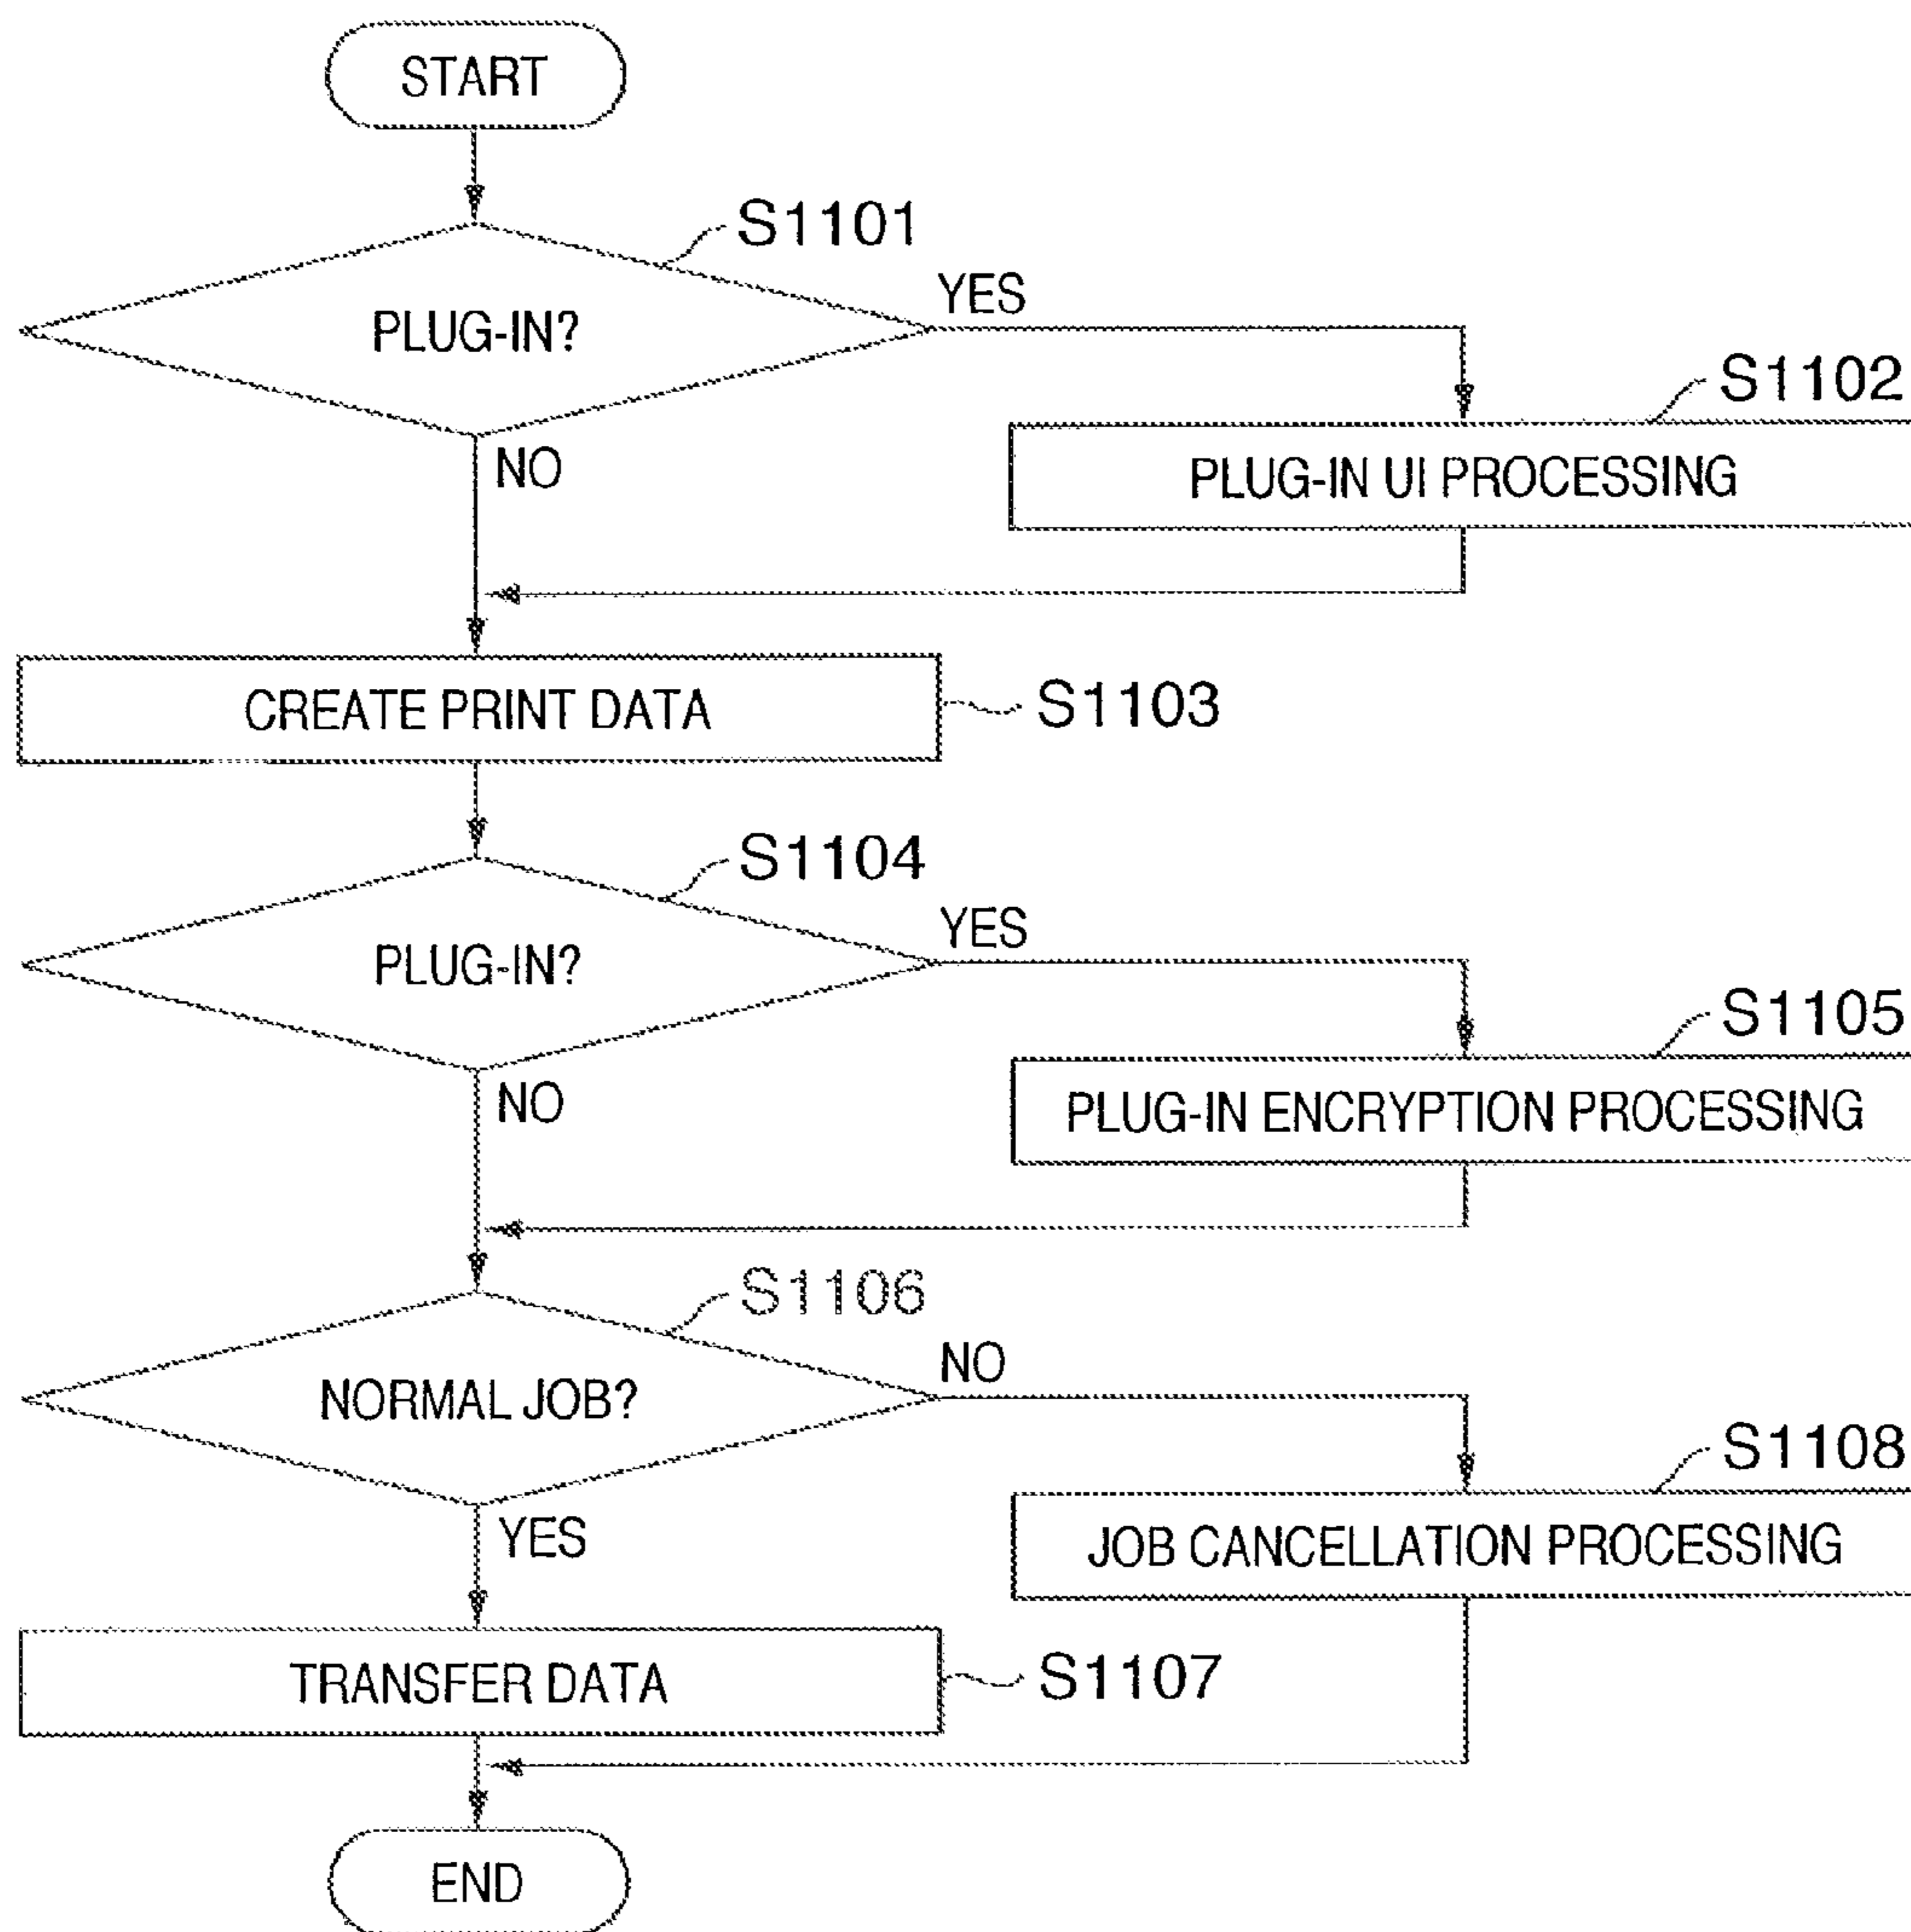 START
S1101
PLUG-IN?
YES
NO
S1102
PLUG-IN UI PROCESSING
CREATE PRINT DATA
S1103
S1104
PLUG-IN?
YES
NO
S1105
PLUG-IN ENCRYPTION PROCESSING
S1106
NORMAL JOB?
NO
YES
S1108
JOB CANCELLATION PROCESSING
TRANSFER DATA
S1107
END